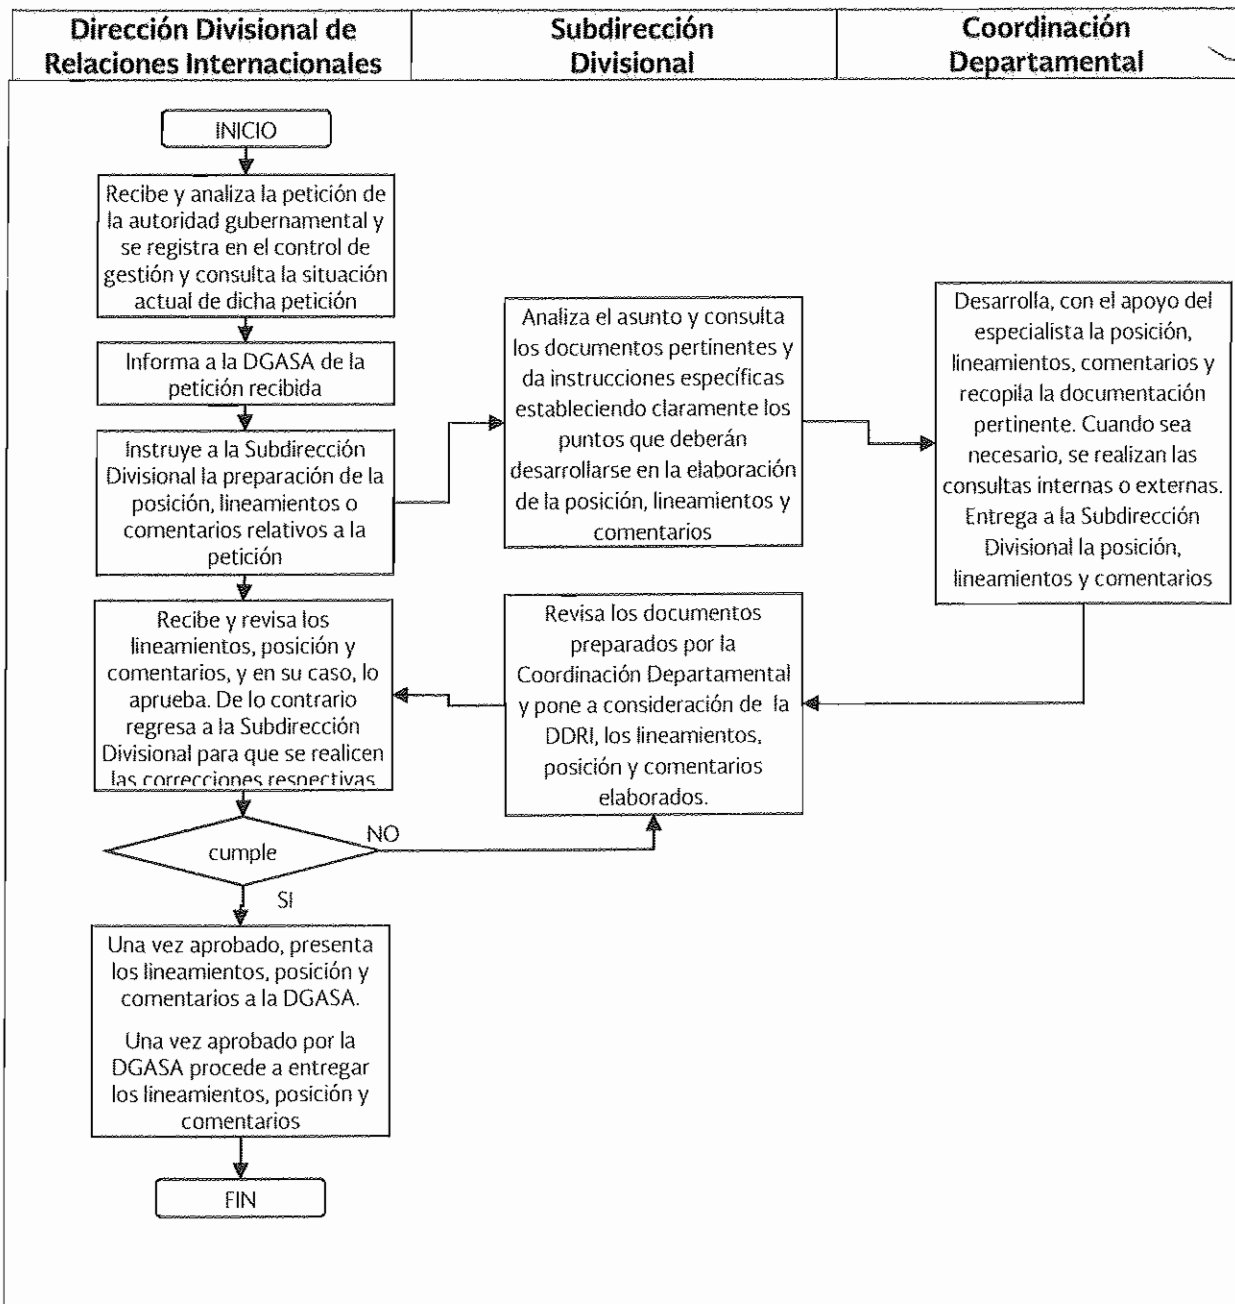 Dirección Divisional de
Relaciones Internacionales
Subdirección
Divisional
Coordinación
Departamental
INICIO
Recibe y analiza la petición de
la autoridad gubernamental y
se registra en el control de
gestión y consulta la situación
actual de dicha petición
Informa a la DGASA de la
petición recibida
Instruye a la Subdirección
Divisional la preparación de la
posición, lineamientos o
comentarios relativos a la
petición
Analiza el asunto y consulta
los documentos pertinentes y
da instrucciones específicas
estableciendo claramente los
puntos que deberán
desarrollarse en la elaboración
de la posición, lineamientos y
comentarios
Desarrolla, con el apoyo del
especialista la posición,
lineamientos, comentarios y
recopila la documentación
pertinente. Cuando sea
necesario, se realizan las
consultas internas o externas.
Entrega a la Subdirección
Divisional la posición,
lineamientos y comentarios
Revisa los documentos
preparados por la
Coordinación Departamental
y pone a consideración de la
DDRI, los lineamientos,
posición y comentarios
elaborados.
Recibe y revisa los
lineamientos, posición y
comentarios, y en su caso, lo
aprueba. De lo contrario
regresa a la Subdirección
Divisional para que se realicen
las correcciones respectivas
cumple
NO
SI
Una vez aprobado, presenta
los lineamientos, posición y
comentarios a la DGASA.
Una vez aprobado por la
DGASA procede a entregar
los lineamientos, posición y
comentarios
FIN